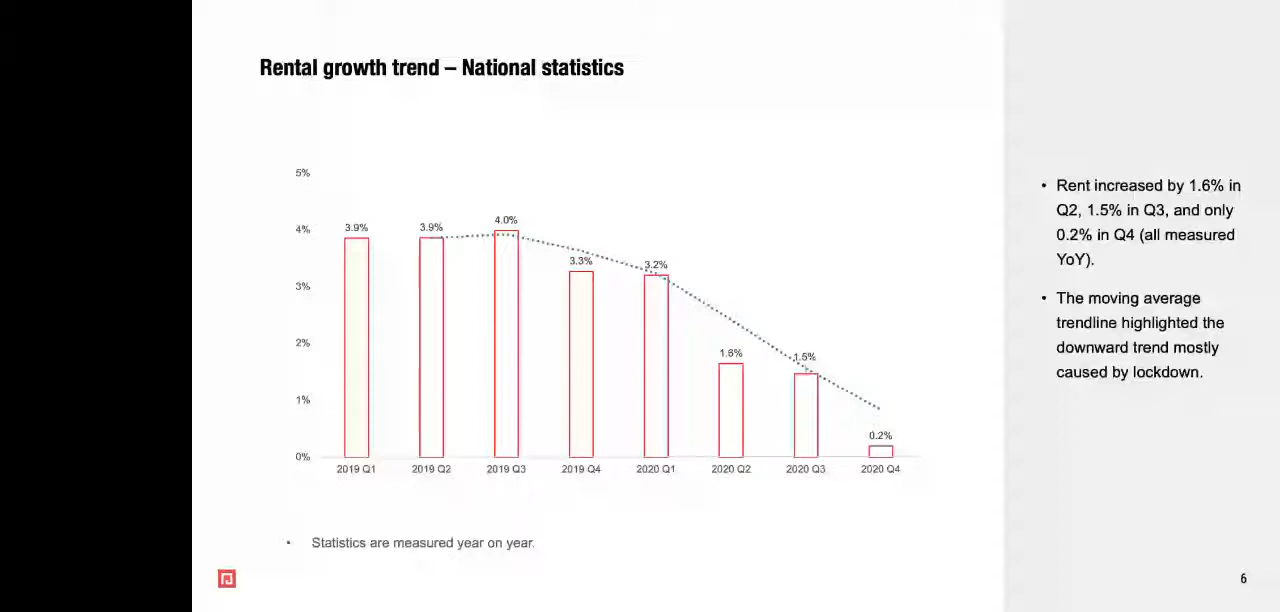 Rental growth trend – National statistics
5%
4%
3%
2%
1%
0%
3.9%
3.9%
4.0%
3.3%
3.2%
1.6%
1.5%
0.2%
2019 Q1
2019 Q2
2019 Q3
2019 Q4
2020 Q1
2020 Q2
2020 Q3
2020 Q4
• Statistics are measured year on year.
• Rent increased by 1.6% in
Q2, 1.5% in Q3, and only
0.2% in Q4 (all measured
YoY).
• The moving average
trendline highlighted the
downward trend mostly
caused by lockdown.
6